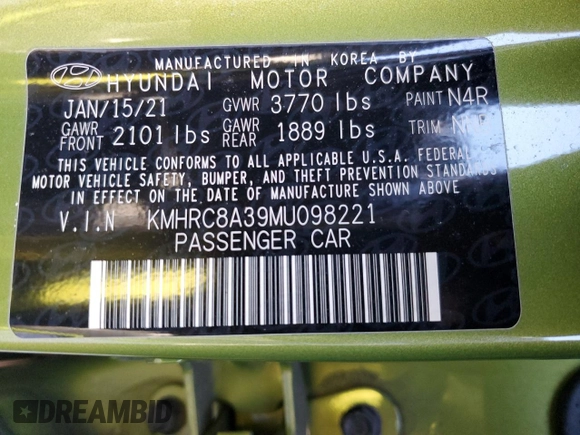 MANUFACTURED IN KOREA BY
HYUNDAI MOTOR COMPANY
JAN/15/21 GVWR 3770 lbs PAINT N4R
GAWR FRONT 2101 lbs GAWR REAR 1889 lbs TRIM
THIS VEHICLE CONFORMS TO ALL APPLICABLE U.S.A. FEDERAL
MOTOR VEHICLE SAFETY, BUMPER, AND THEFT PREVENTION STANDARDS
IN EFFECT ON THE DATE OF MANUFACTURE SHOWN ABOVE.
V.I.N KMHRC8A39MU098221
PASSENGER CAR
DREAMBID